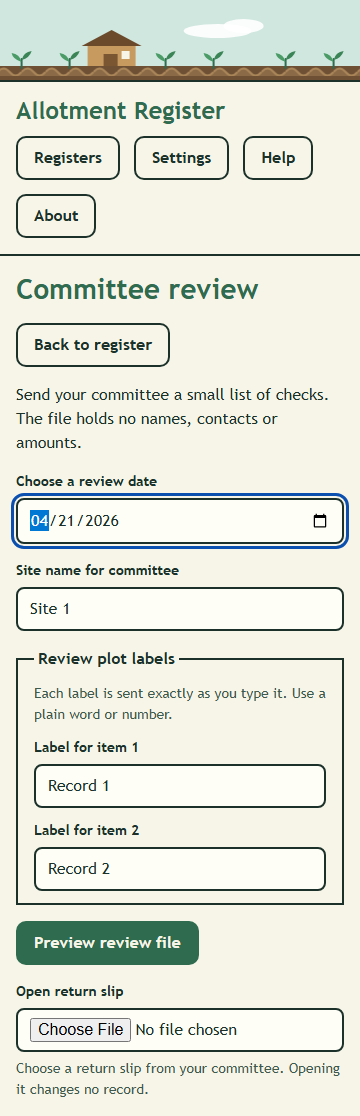 Allotment Register
Registers
Settings
Help
About
Committee review
Back to register
Send your committee a small list of checks.
The file holds no names, contacts or
amounts.
Choose a review date
04/21/2026
Site name for committee
Site 1
Review plot labels
Each label is sent exactly as you type it. Use a
plain word or number.
Label for item 1
Record 1
Label for item 2
Record 2
Preview review file
Open return slip
Choose File No file chosen
Choose a return slip from your committee. Opening
it changes no record.